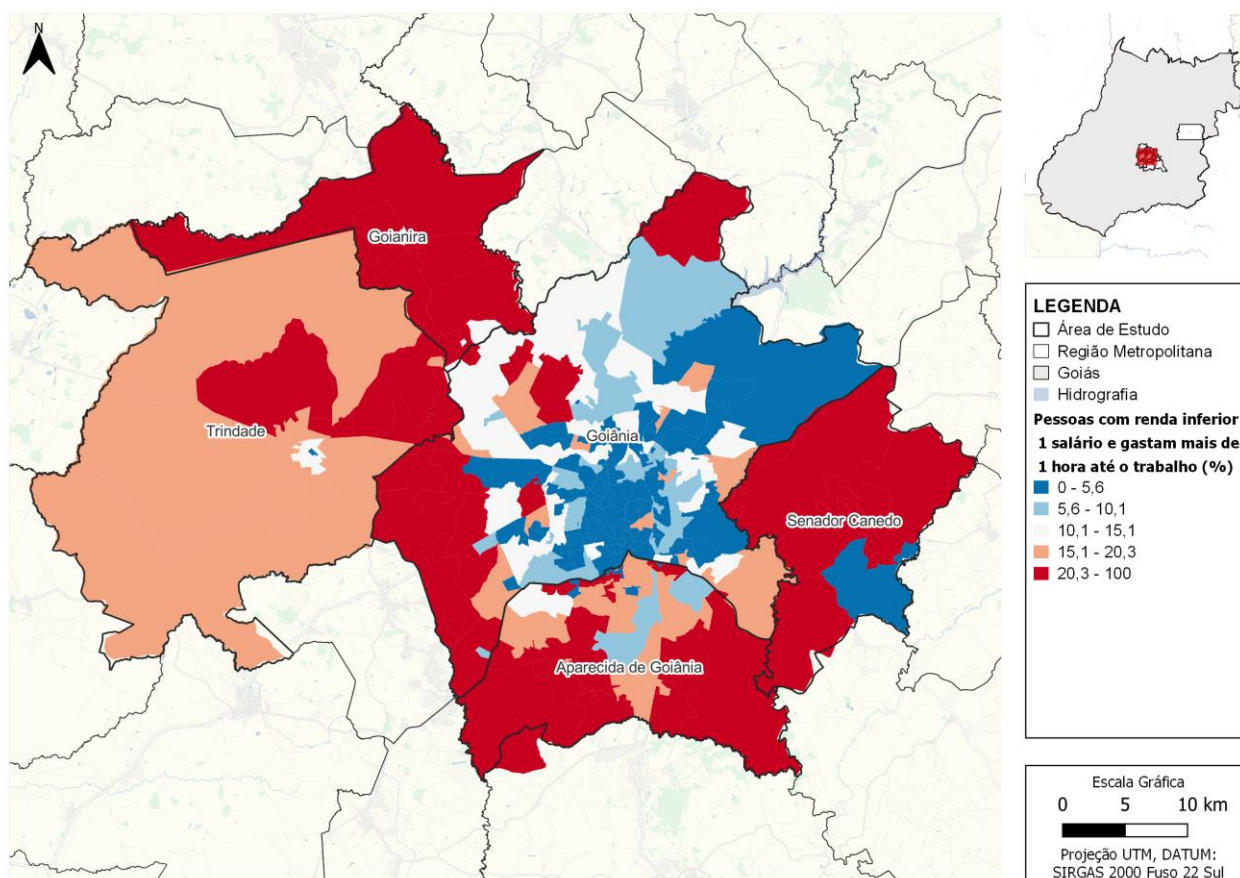 N
Goianira
Trindade
Goiânia
Senador Canedo
Aparecida de Goiânia
LEGENDA
Área de Estudo
Região Metropolitana
Goiás
Hidrografia
Pessoas com renda inferior
1 salário e gastam mais de
1 hora até o trabalho (%)
0 - 5,6
5,6 - 10,1
10,1 - 15,1
15,1 - 20,3
20,3 - 100
Escala Gráfica
0 5 10 km
Projeção UTM, DATUM:
SIRGAS 2000 Fuso 22 Sul